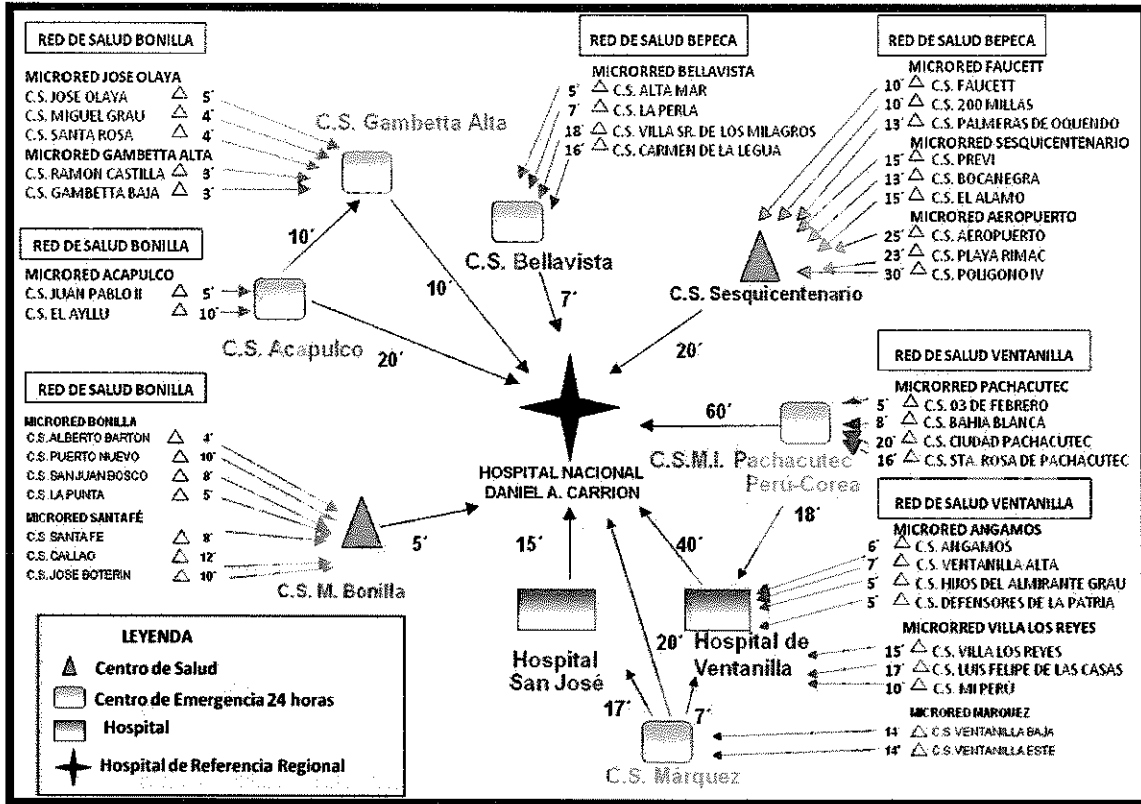 RED DE SALUD BONILLA
MICRORED JOSE OLAYA
C.S. JOSE OLAYA 5´
C.S. MIGUEL GRAU 4´
C.S. SANTA ROSA 4´
MICRORED GAMBETTA ALTA
C.S. RAMON CASTILLA 3´
C.S. GAMBETTA BAJA 3´
C.S. Gambetta Alta
RED DE SALUD BEPECA
MICRORRED BELLAVISTA
5´ C.S. ALTA MAR
7´ C.S. LA PERLA
18´ C.S. VILLA SR. DE LOS MILAGROS
16´ C.S. CARMEN DE LA LEGUA
C.S. Bellavista
7´
RED DE SALUD BEPECA
MICRORED FAUCETT
10´ C.S. FAUCETT
10´ C.S. 200 MILLAS
13´ C.S. PALMERAS DE OQUENDO
MICRORED SESQUICENTENARIO
15´ C.S. PREVI
13´ C.S. BOCANEGRA
15´ C.S. EL ALAMO
MICRORED AEROPUERTO
25´ C.S. AEROPUERTO
23´ C.S. PLAYA RIMAC
30´ C.S. POLIGONO IV
C.S. Sesquicentenario
20´
RED DE SALUD BONILLA
MICRORED ACAPULCO
C.S. JUAN PABLO II 5´
C.S. EL AYLLU 10´
C.S. Acapulco
10´
10´
20´
RED DE SALUD VENTANILLA
MICRORRED PACHACUTEC
5´ C.S. 03 DE FEBRERO
8´ C.S. BAHIA BLANCA
20´ C.S. CIUDAD PACHACUTEC
16´ C.S. STA. ROSA DE PACHACUTEC
60´
C.S.M.I. Pachacutec
Perú-Corea
18´
HOSPITAL NACIONAL
DANIEL A. CARRION
RED DE SALUD BONILLA
MICRORED BONILLA
C.S. ALBERTO BARTON 4´
C.S. PUERTO NUEVO 10´
C.S. SAN JUAN BOSCO 8´
C.S. LA PUNTA 5´
MICRORED SANTA FÉ
C.S. SANTA FE 8´
C.S. CALLAO 12´
C.S. JOSE BOTERIN 10´
C.S. M. Bonilla
5´
15´
40´
20´
Hospital
San José
Hospital de
Ventanilla
17´
7´
C.S. Márquez
RED DE SALUD VENTANILLA
MICRORED ANGAMOS
6´ C.S. ANGAMOS
7´ C.S. VENTANILLA ALTA
5´ C.S. HIJOS DEL ALMIRANTE GRAU
5´ C.S. DEFENSORES DE LA PATRIA
MICRORRED VILLA LOS REYES
15´ C.S. VILLA LOS REYES
17´ C.S. LUIS FELIPE DE LAS CASAS
10´ C.S. MI PERÚ
MICRORED MARQUEZ
14´ C.S VENTANILLA BAJA
14´ C.S VENTANILLA ESTE
LEYENDA
Centro de Salud
Centro de Emergencia 24 horas
Hospital
Hospital de Referencia Regional